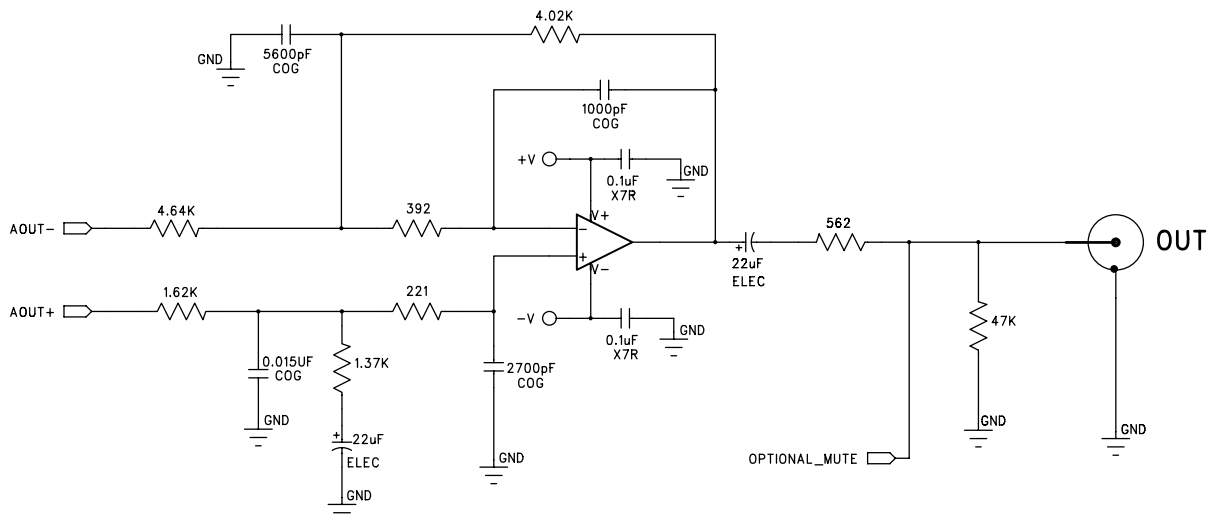 4.02K
GND
5600pF
COG
1000pF
COG
+V
GND
0.1uF
X7R
AOUT-
4.64K
392
V+
-
+
V-
562
OUT
+
22uF
ELEC
AOUT+
1.62K
221
-V
GND
0.1uF
X7R
47K
0.015UF
COG
1.37K
2700pF
COG
GND
GND
GND
+
22uF
ELEC
GND
OPTIONAL_MUTE
GND